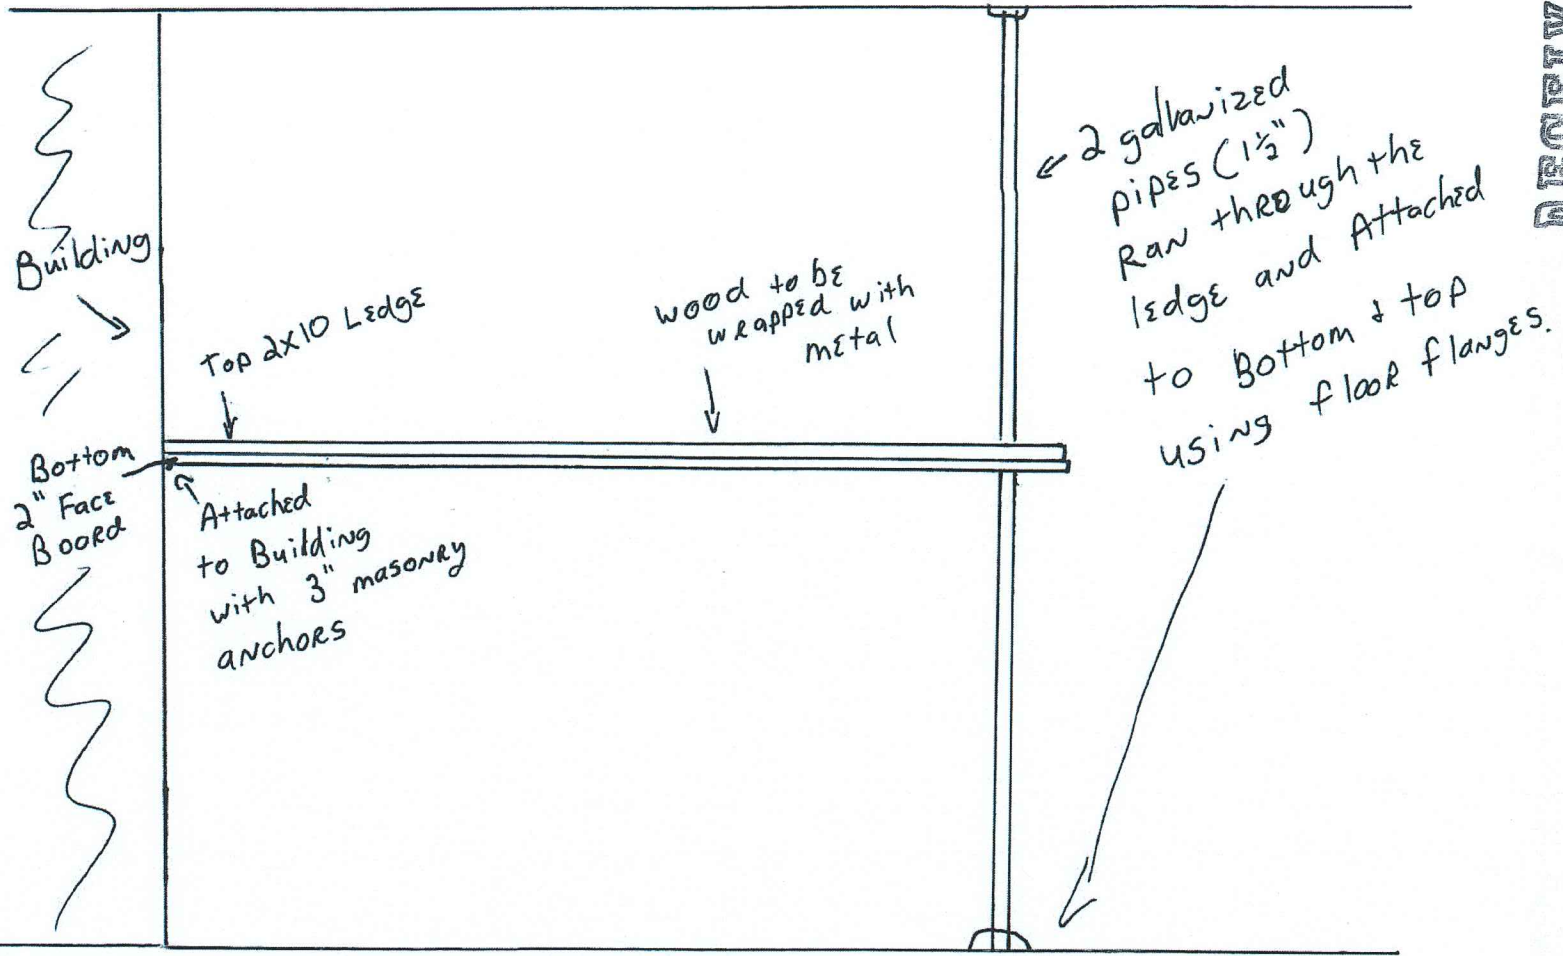 Building
Top 2x10 Ledge
wood to be
wrapped with
metal
2 galvanized
pipes (1½")
Ran through the
ledge and Attached
to Bottom & top
using floor flanges.
Bottom
2" Face
Boord
Attached
to Building
with 3" masonry
anchors